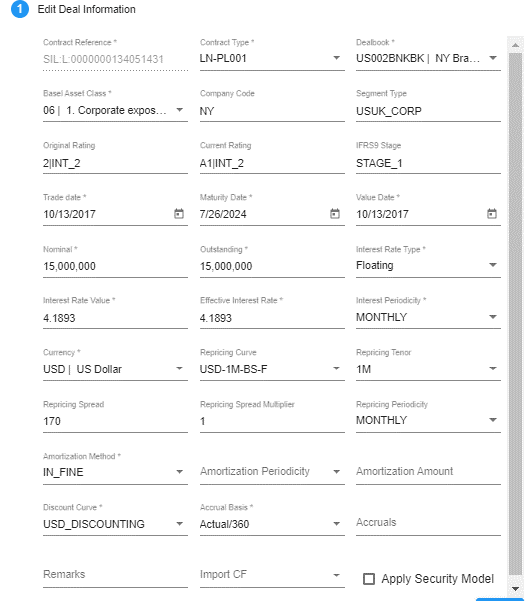 1 Edit Deal Information
Contract Reference * Contract Type * Dealbook *
SIL:L:0000000134051431 LN-PL001 US002BNKBK | NY Bra...
Basel Asset Class * Company Code Segment Type
06 | 1. Corporate expos... NY USUK_CORP
Original Rating Current Rating IFRS9 Stage
2|INT_2 A1|INT_2 STAGE_1
Trade date * Maturity Date * Value Date *
10/13/2017 7/26/2024 10/13/2017
Nominal * Outstanding * Interest Rate Type *
15,000,000 15,000,000 Floating
Interest Rate Value * Effective Interest Rate * Interest Periodicity *
4.1893 4.1893 MONTHLY
Currency * Repricing Curve Repricing Tenor
USD | US Dollar USD-1M-BS-F 1M
Repricing Spread Repricing Spread Multiplier Repricing Periodicity
170 1 MONTHLY
Amortization Method *
IN_FINE Amortization Periodicity Amortization Amount
Discount Curve * Accrual Basis *
USD_DISCOUNTING Actual/360 Accruals
Remarks Import CF Apply Security Model